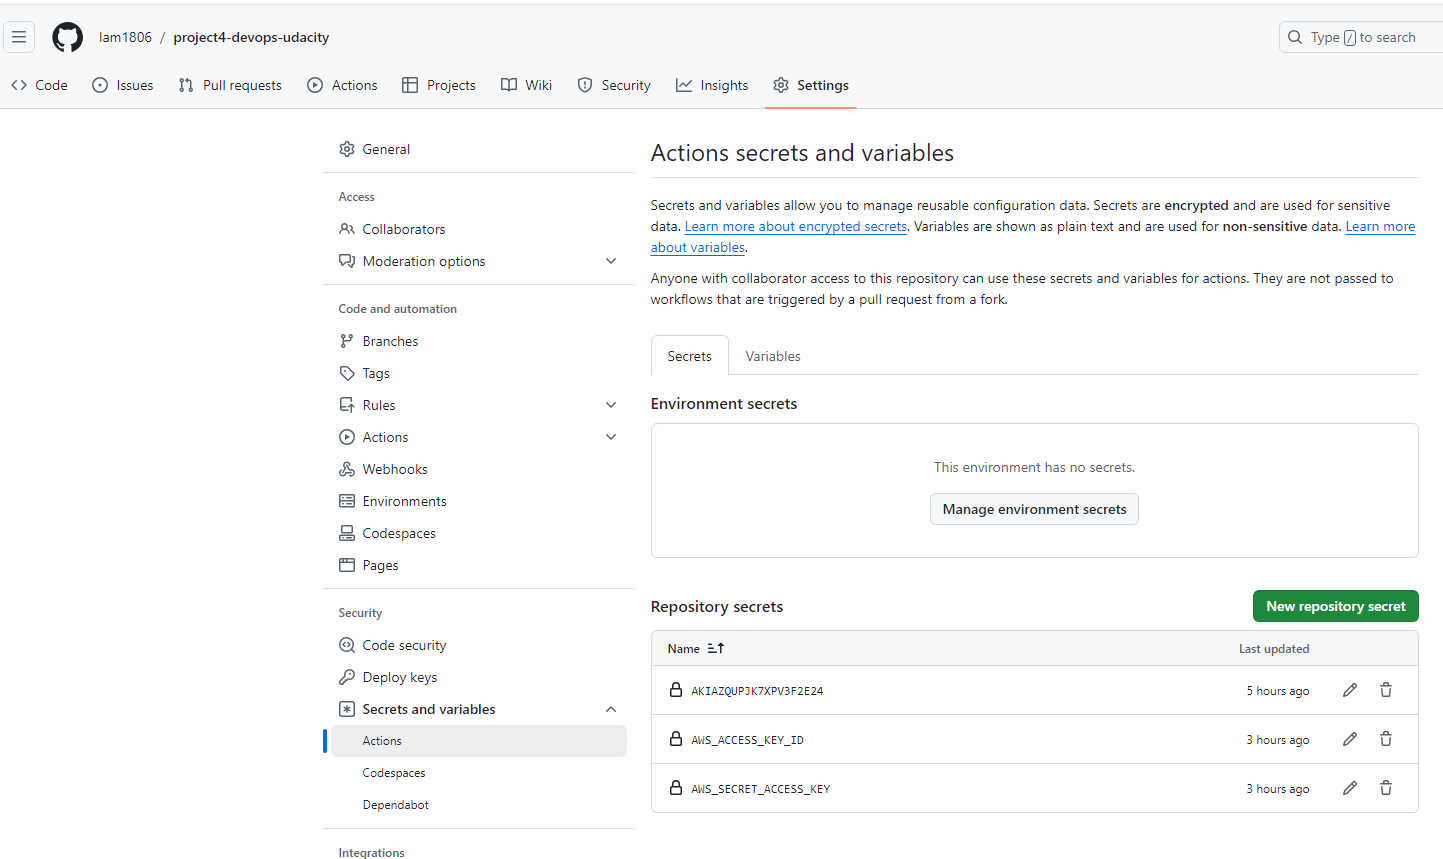 lam1806 / project4-devops-udacity
Type / to search
Code Issues Pull requests Actions Projects Wiki Security Insights Settings
General
Access
Collaborators
Moderation options
Code and automation
Branches
Tags
Rules
Actions
Webhooks
Environments
Codespaces
Pages
Security
Code security
Deploy keys
Secrets and variables
Actions
Codespaces
Dependabot
Integrations
Actions secrets and variables
Secrets and variables allow you to manage reusable configuration data. Secrets are encrypted and are used for sensitive
data. Learn more about encrypted secrets. Variables are shown as plain text and are used for non-sensitive data. Learn more
about variables.
Anyone with collaborator access to this repository can use these secrets and variables for actions. They are not passed to
workflows that are triggered by a pull request from a fork.
Secrets Variables
Environment secrets
This environment has no secrets.
Manage environment secrets
Repository secrets
New repository secret
Name Last updated
AKIAZQUPJK7XPV3F2E24 5 hours ago
AWS_ACCESS_KEY_ID 3 hours ago
AWS_SECRET_ACCESS_KEY 3 hours ago